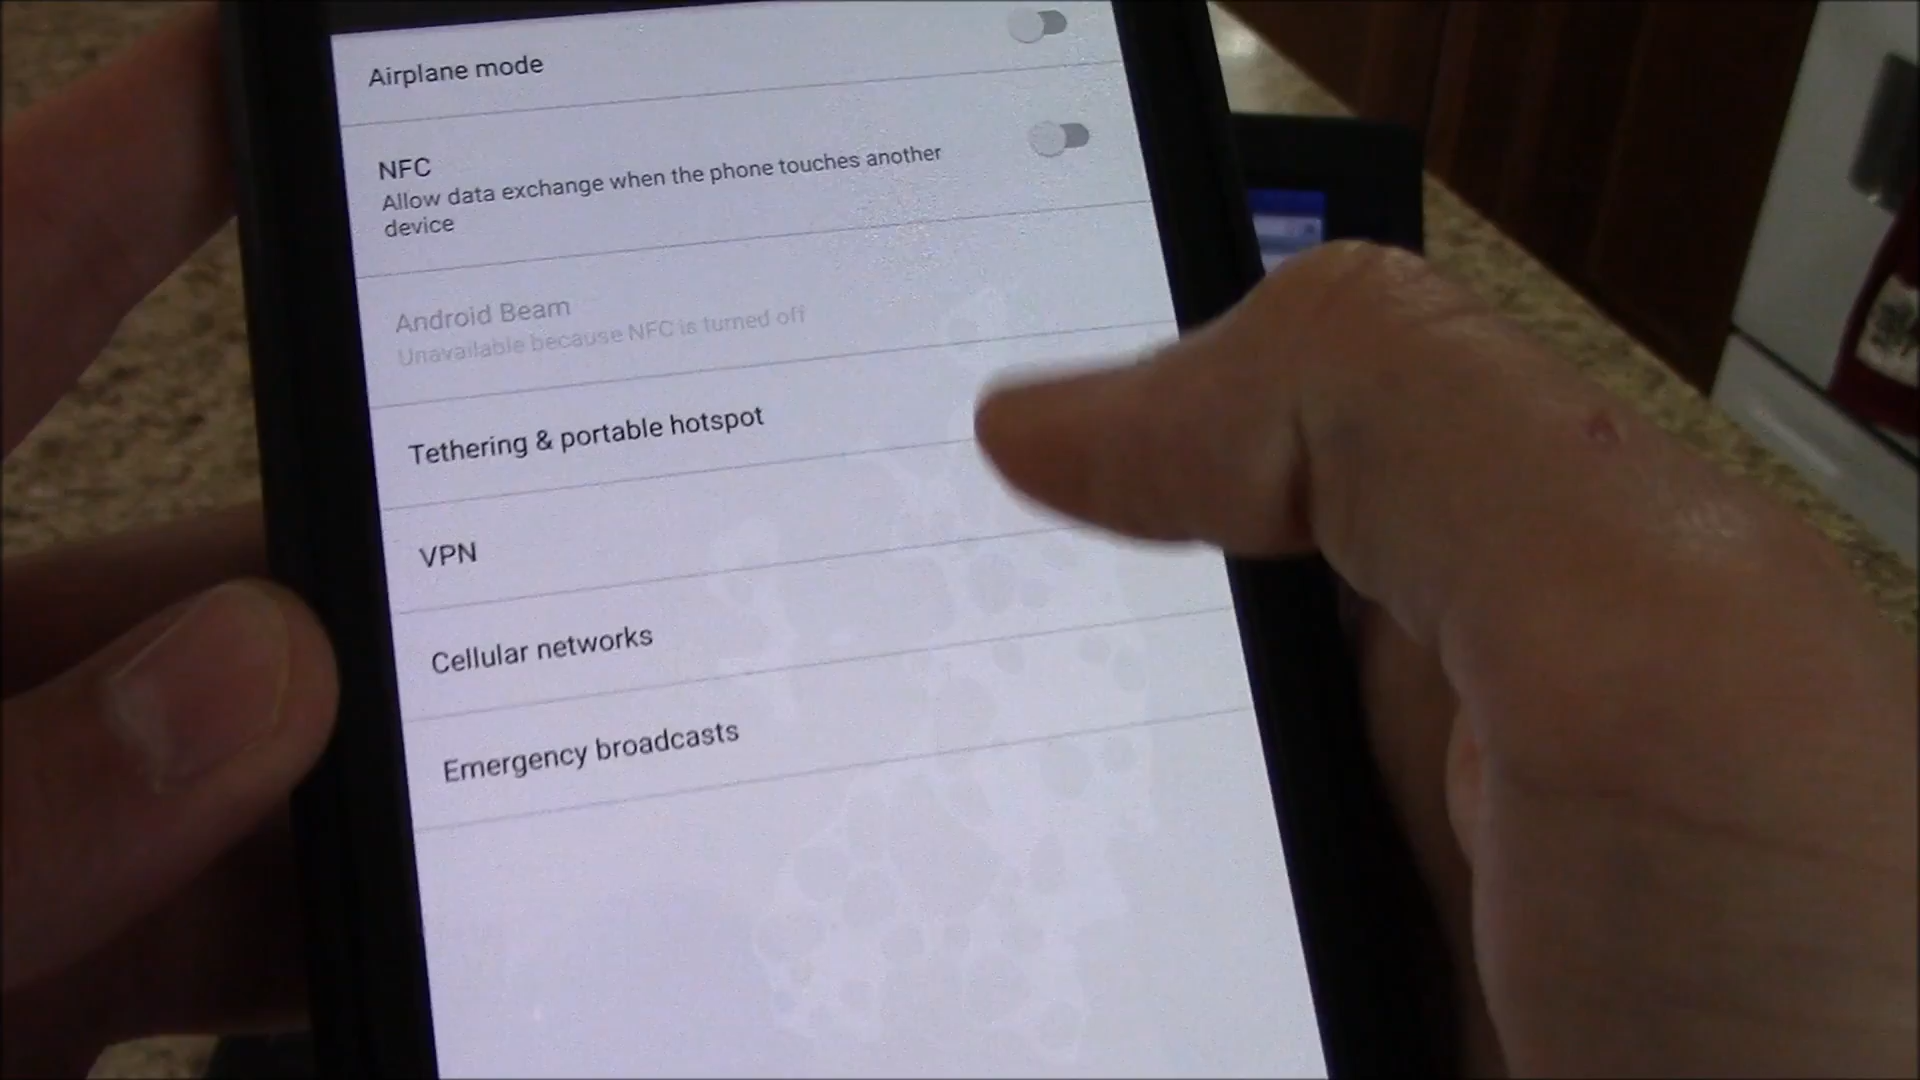 Airplane mode
NFC
Allow data exchange when the phone touches another
device
Android Beam
Unavailable because NFC is turned off
Tethering & portable hotspot
VPN
Cellular networks
Emergency broadcasts